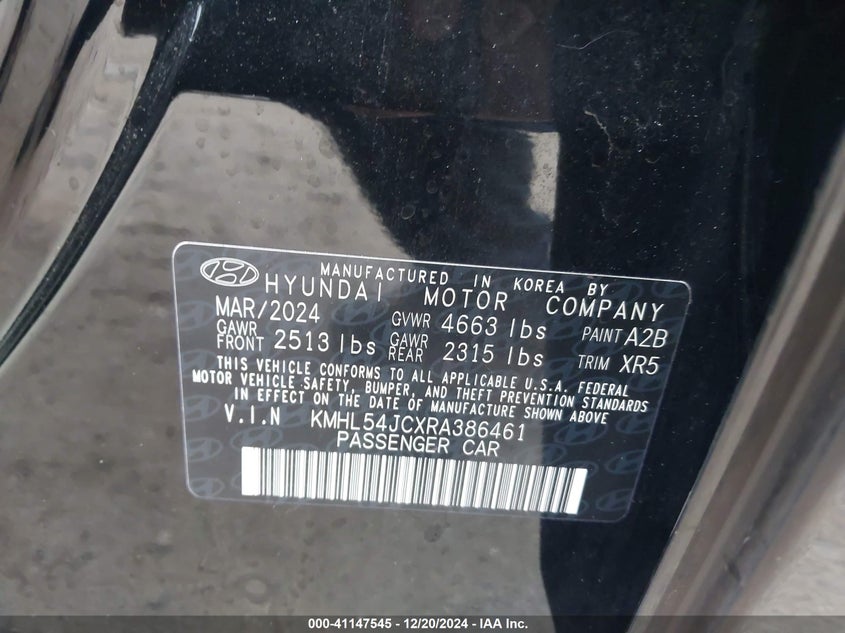 MANUFACTURED IN KOREA BY
HYUNDAI MOTOR COMPANY
MAR/2024 GVWR 4663 lbs PAINT A2B
GAWR FRONT 2513 lbs GAWR REAR 2315 lbs TRIM XR5
THIS VEHICLE CONFORMS TO ALL APPLICABLE U.S.A. FEDERAL
MOTOR VEHICLE SAFETY, BUMPER, AND THEFT PREVENTION STANDARDS
IN EFFECT ON THE DATE OF MANUFACTURE SHOWN ABOVE
V.I.N KMHL54JCXRA386461
PASSENGER CAR
000-41147545 - 12/20/2024 - IAA Inc.